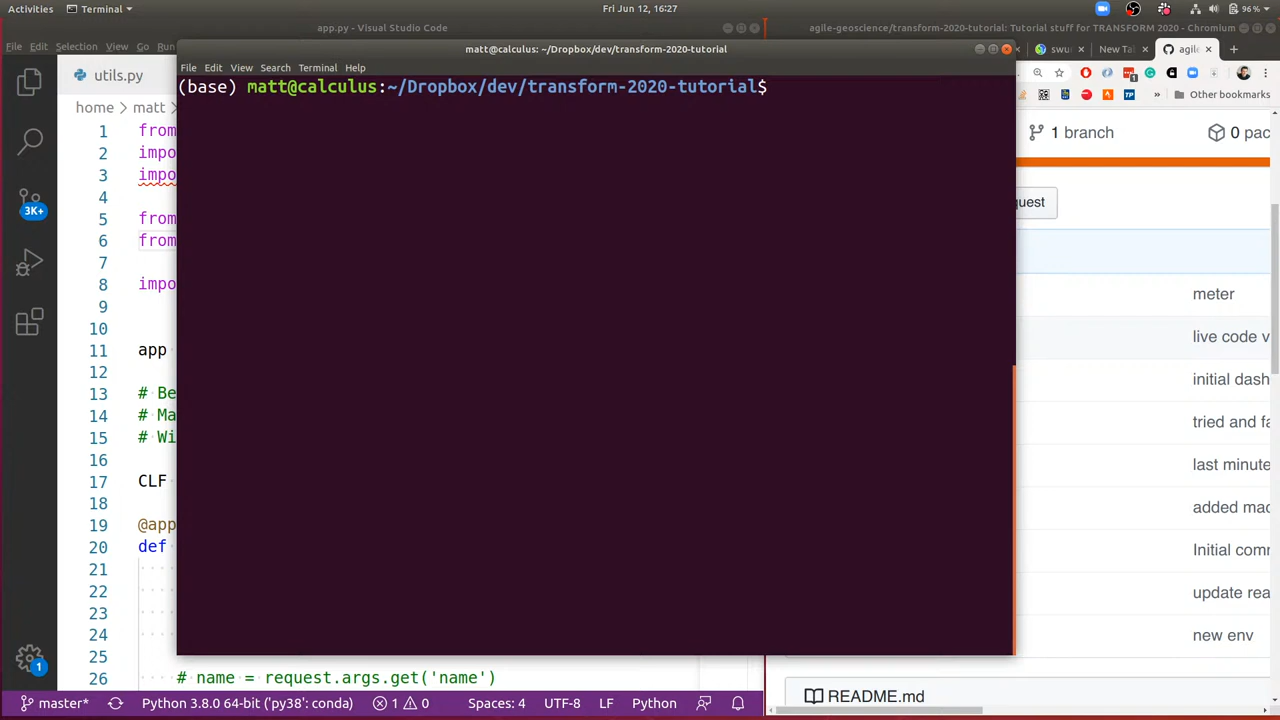 Activities Terminal Fri Jun 12, 16:27 96%
app.py - Visual Studio Code
agile-geoscience/transform-2020-tutorial: Tutorial stuff for TRANSFORM 2020 - Chromium
File Edit Selection View Go Run
matt@calculus: ~/Dropbox/dev/transform-2020-tutorial
swu New Ta agile
File Edit View Search Terminal Help
utils.py
(base) matt@calculus:~/Dropbox/dev/transform-2020-tutorial$
TP » Other bookmarks
home > matt >
1 from
2 impo
3 impo
4
5 from
6 from
7
8 impo
9
10
11 app
12
13 # Be
14 # Ma
15 # Wi
16
17 CLF
18
19 @app
20 def
21
22
23
24
25
26 # name = request.args.get('name')
3K+
1
1 branch 0 pac
quest
meter
live code v
initial dash
tried and fa
last minute
added mac
Initial comm
update rea
new env
README.md
master* Python 3.8.0 64-bit ('py38': conda) 1 0 Spaces: 4 UTF-8 LF Python